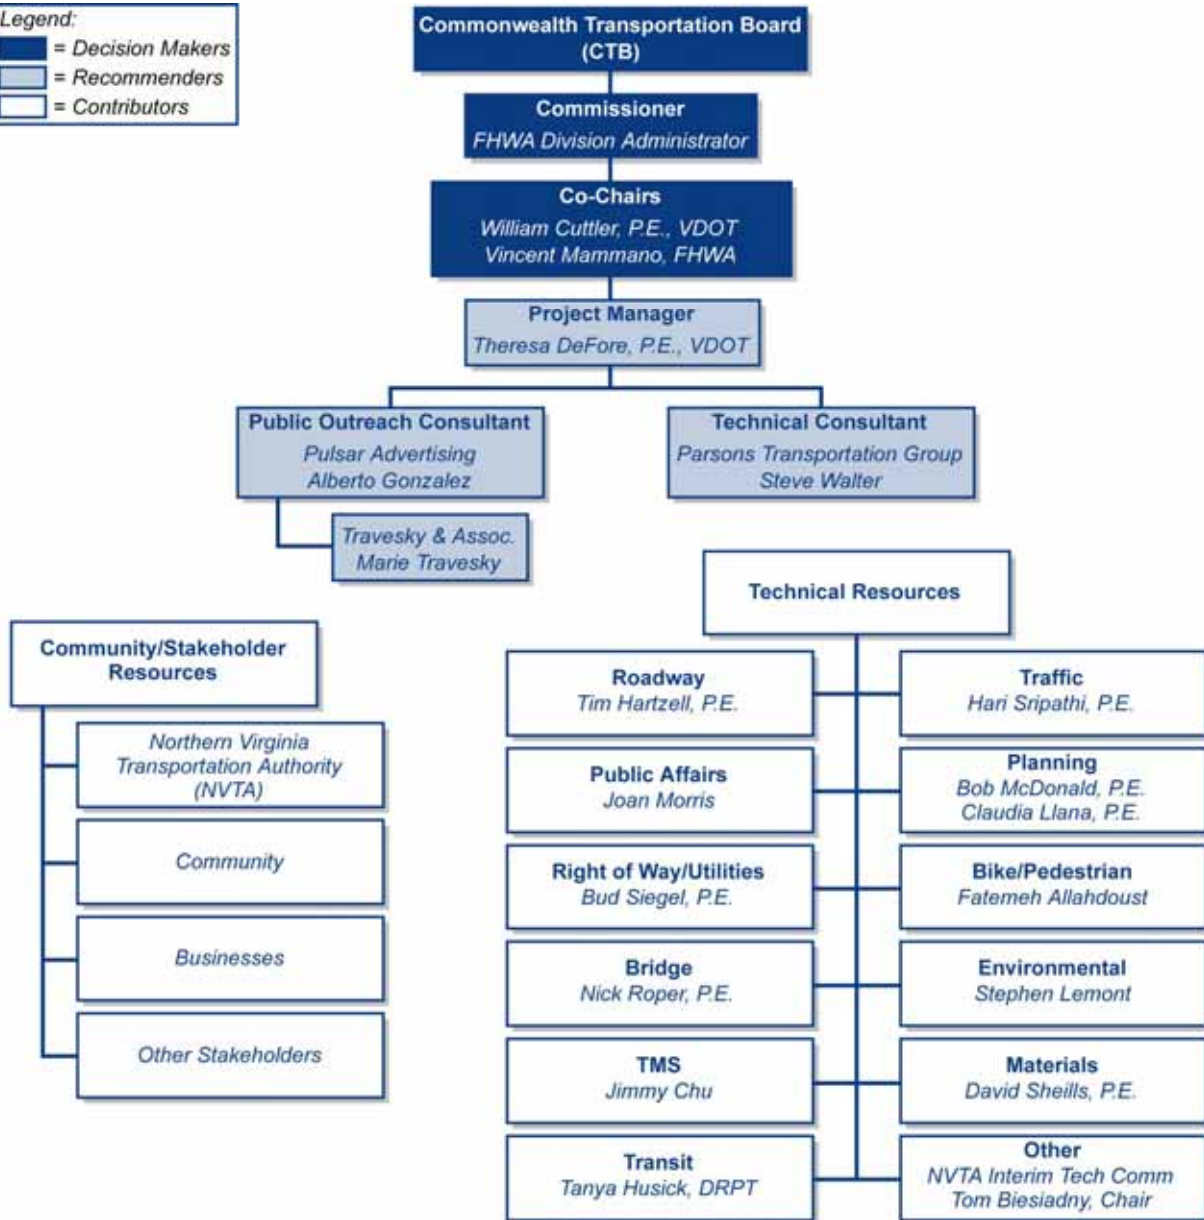 Legend:
= Decision Makers
= Recommenders
= Contributors
Commonwealth Transportation Board
(CTB)
Commissioner
FHWA Division Administrator
Co-Chairs
William Cuttler, P.E., VDOT
Vincent Mammano, FHWA
Project Manager
Theresa DeFore, P.E., VDOT
Public Outreach Consultant
Pulsar Advertising
Alberto Gonzalez
Technical Consultant
Parsons Transportation Group
Steve Walter
Travesky & Assoc.
Marie Travesky
Community/Stakeholder
Resources
Northern Virginia
Transportation Authority
(NVTA)
Community
Businesses
Other Stakeholders
Technical Resources
Roadway
Tim Hartzell, P.E.
Traffic
Hari Sripathi, P.E.
Public Affairs
Joan Morris
Planning
Bob McDonald, P.E.
Claudia Llana, P.E.
Right of Way/Utilities
Bud Siegel, P.E.
Bike/Pedestrian
Fatemeh Allahdoust
Bridge
Nick Roper, P.E.
Environmental
Stephen Lemont
TMS
Jimmy Chu
Materials
David Sheills, P.E.
Transit
Tanya Husick, DRPT
Other
NVTA Interim Tech Comm
Tom Biesiadny, Chair